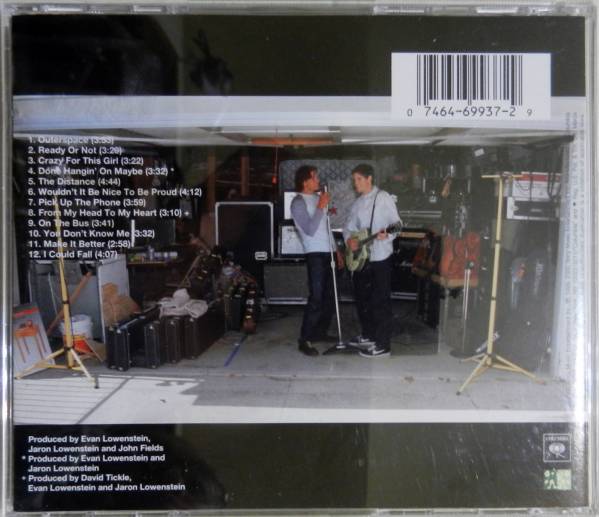 0 7464-69937-2 9
1. Outerspace (3:53)
2. Ready Or Not (3:29)
3. Crazy For This Girl (3:22)
4. Done Hangin' On Maybe (3:32) *
5. The Distance (4:44)
6. Wouldn't It Be Nice To Be Proud (4:12)
7. Pick Up The Phone (3:59)
8. From My Head To My Heart (3:10) +
9. On The Bus (3:41)
10. You Don't Know Me (3:32)
11. Make It Better (2:58)
12. I Could Fall (4:07)
Produced by Evan Lowenstein,
Jaron Lowenstein and John Fields
* Produced by Evan Lowenstein and
Jaron Lowenstein
+ Produced by David Tickle,
Evan Lowenstein and Jaron Lowenstein
COLUMBIA